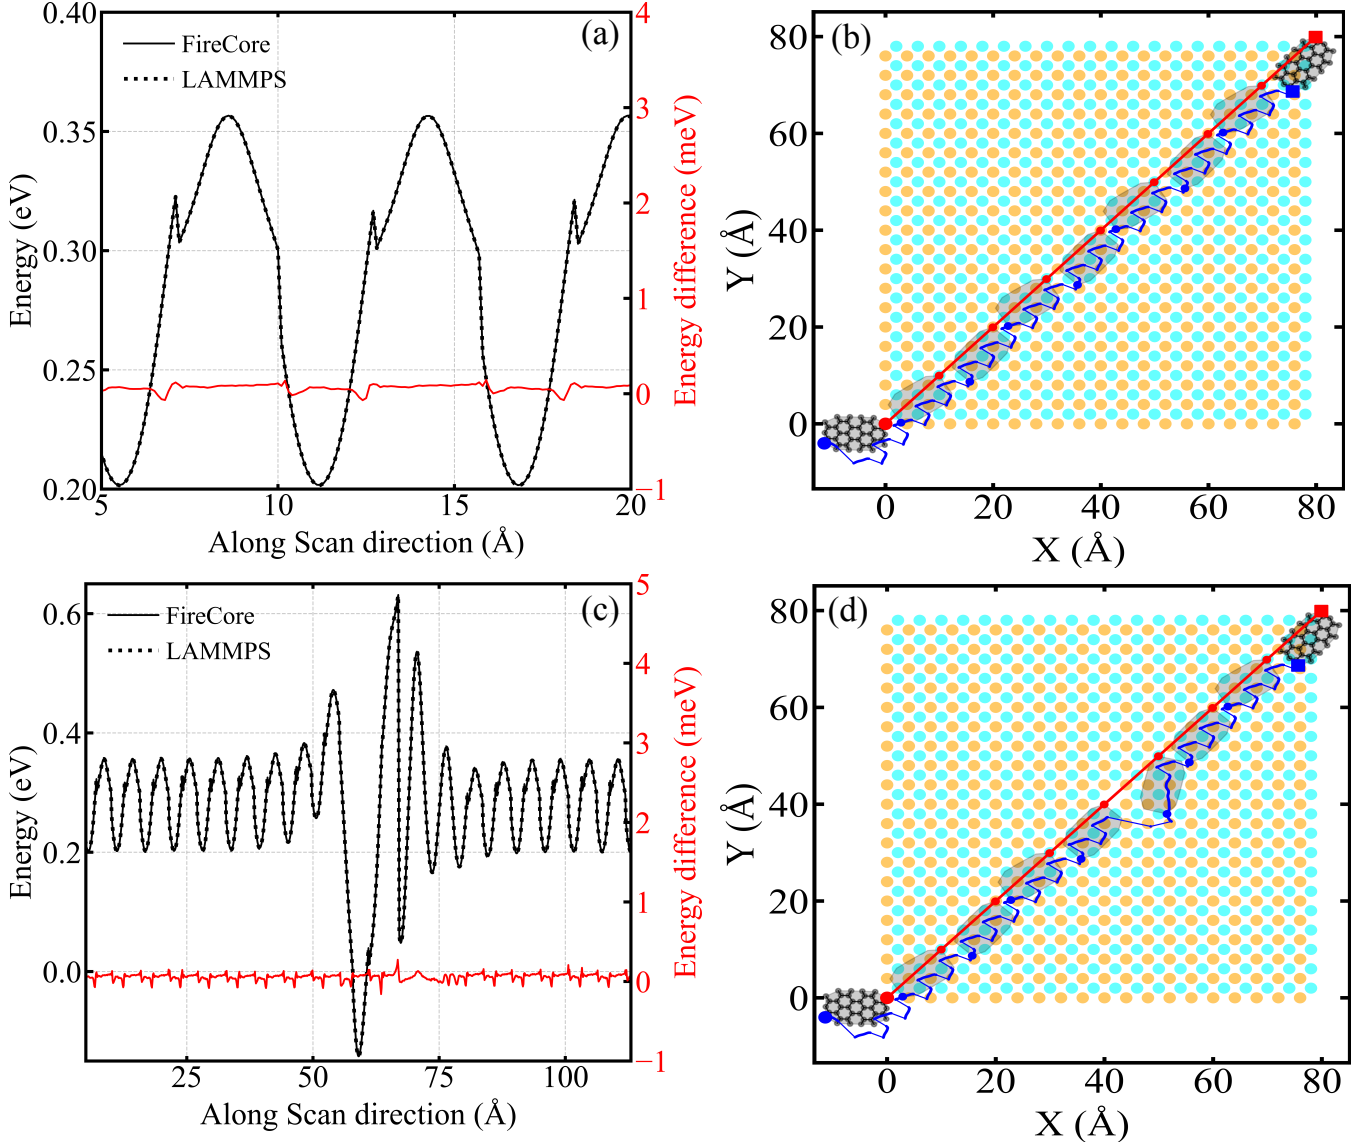 (a)
FireCore
LAMMPS
0.40
0.35
0.30
0.25
0.20
Energy (eV)
4
3
2
1
0
−1
Energy difference (meV)
5
10
15
20
Along Scan direction (Å)
(b)
80
60
40
20
0
Y (Å)
0
20
40
60
80
X (Å)
(c)
FireCore
LAMMPS
0.6
0.4
0.2
0.0
Energy (eV)
5
4
3
2
1
0
−1
Energy difference (meV)
25
50
75
100
Along Scan direction (Å)
(d)
80
60
40
20
0
Y (Å)
0
20
40
60
80
X (Å)